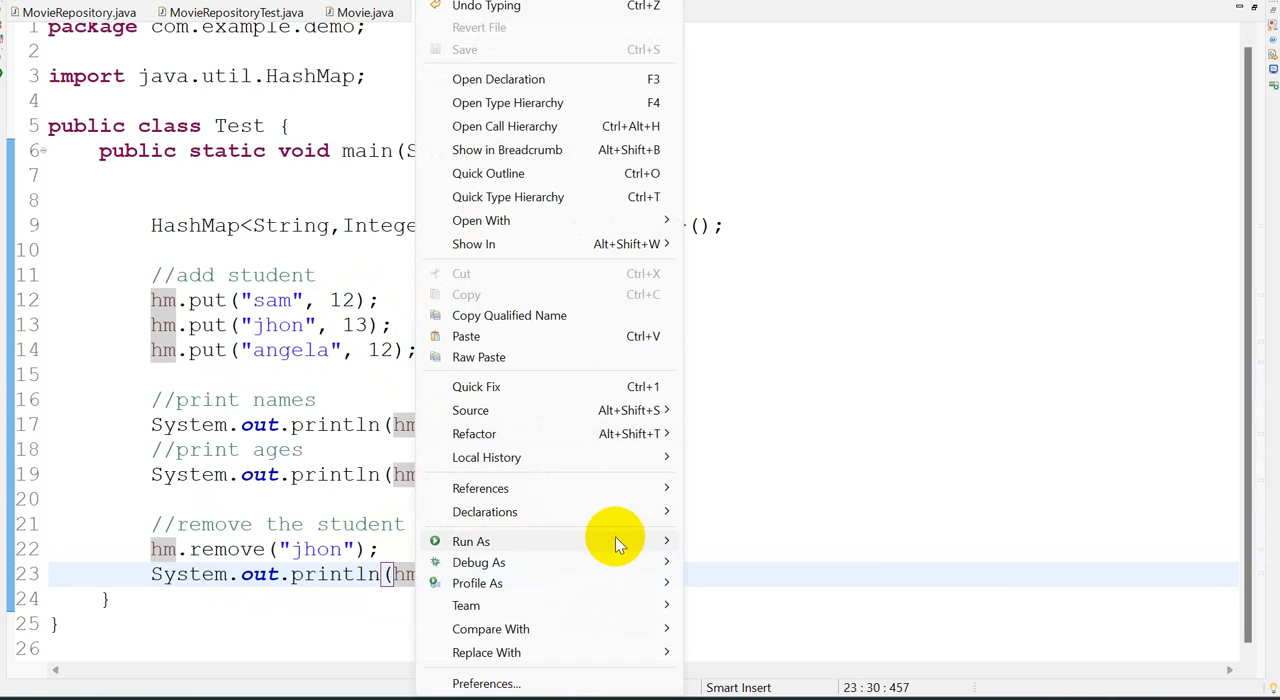 MovieRepository.java MovieRepositoryTest.java Movie.java
1 package com.example.demo;
2
3 import java.util.HashMap;
4
5 public class Test {
6 public static void main(S
7
8
9 HashMap<String,Intege ();
10
11 //add student
12 hm.put("sam", 12);
13 hm.put("jhon", 13);
14 hm.put("angela", 12);
15
16 //print names
17 System.out.println(hm
18 //print ages
19 System.out.println(hm
20
21 //remove the student
22 hm.remove("jhon");
23 System.out.println(hm
24 }
25 }
26
Undo Typing Ctrl+Z
Revert File
Save Ctrl+S
Open Declaration F3
Open Type Hierarchy F4
Open Call Hierarchy Ctrl+Alt+H
Show in Breadcrumb Alt+Shift+B
Quick Outline Ctrl+O
Quick Type Hierarchy Ctrl+T
Open With
Show In Alt+Shift+W
Cut Ctrl+X
Copy Ctrl+C
Copy Qualified Name
Paste Ctrl+V
Raw Paste
Quick Fix Ctrl+1
Source Alt+Shift+S
Refactor Alt+Shift+T
Local History
References
Declarations
Run As
Debug As
Profile As
Team
Compare With
Replace With
Preferences...
Smart Insert 23 : 30 : 457